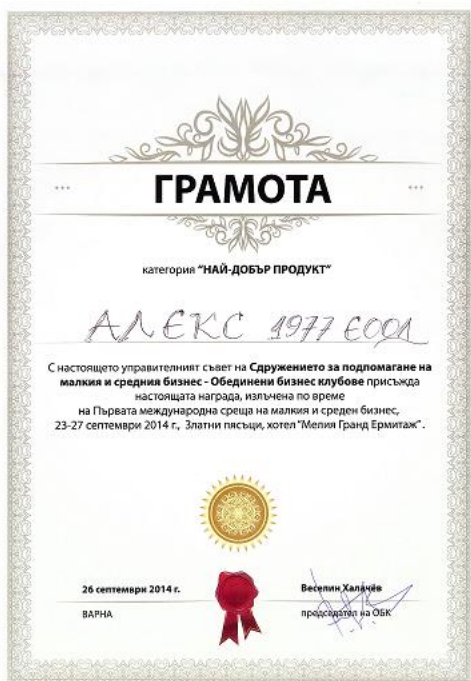 ГРАМОТА
категория "НАЙ-ДОБЪР ПРОДУКТ"
АЛЕКС 1977 ЕООД
С настоящето управителният съвет на Сдружението за подпомагане на
малкия и средния бизнес - Обединени бизнес клубове присъжда
настоящата награда, излъчена по време
на Първата международна среща на малкия и среден бизнес,
23-27 септември 2014 г., Златни пясъци, хотел "Мелия Гранд Ермитаж".
26 септември 2014 г.
ВАРНА
Веселин Халачев
председател на ОБК